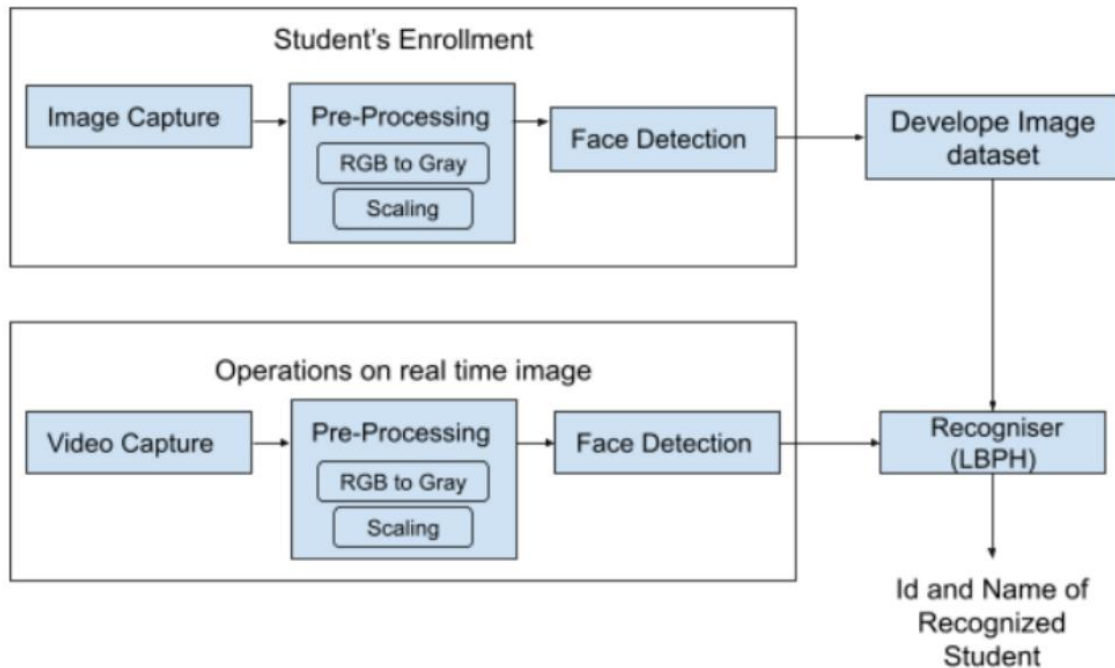 Student's Enrollment
Image Capture
Pre-Processing
RGB to Gray
Scaling
Face Detection
Develope Image
dataset
Operations on real time image
Video Capture
Pre-Processing
RGB to Gray
Scaling
Face Detection
Recogniser
(LBPH)
Id and Name of
Recognized
Student